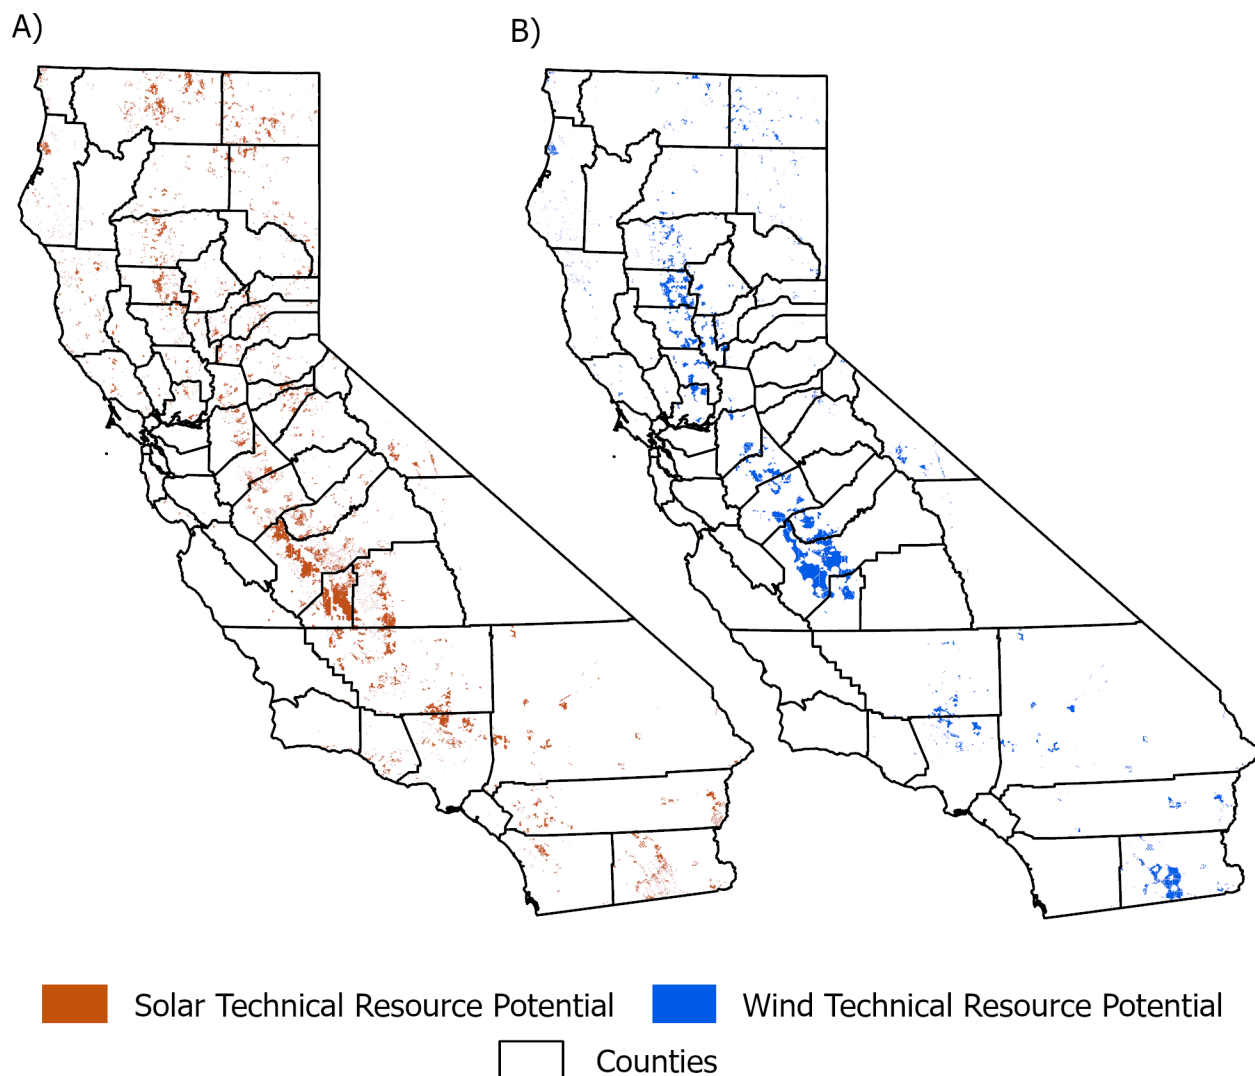 A)
B)
Solar Technical Resource Potential
Wind Technical Resource Potential
Counties